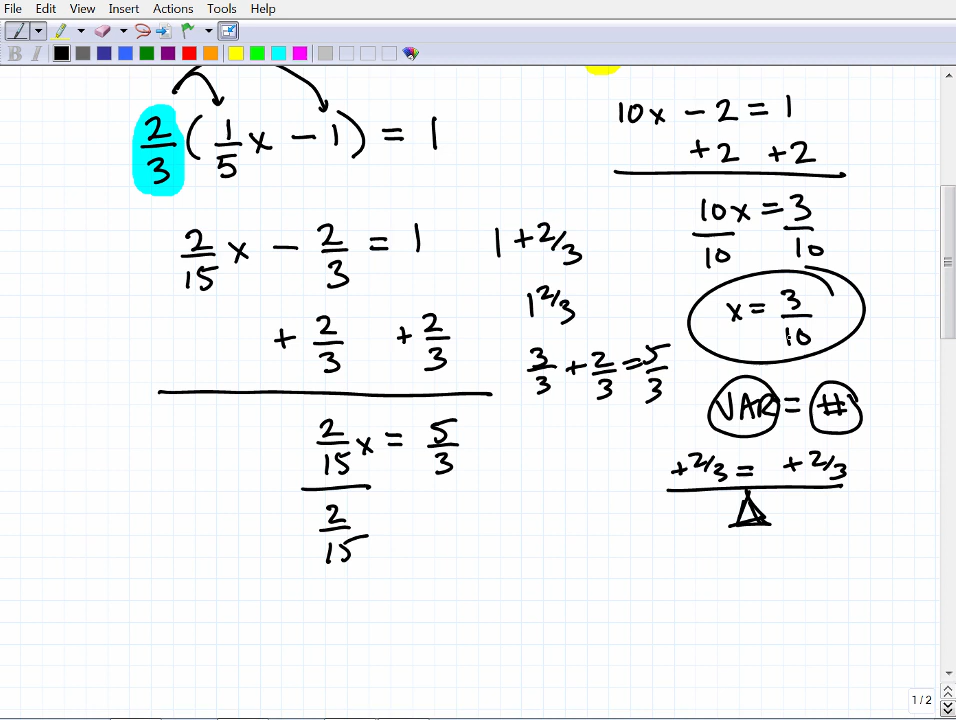 File Edit View Insert Actions Tools Help
B I
2/3 ( 1/5 x − 1 ) = 1
2/15 x − 2/3 = 1
+ 2/3 + 2/3
2/15 x = 5/3
2/15
1 + 2/3
1 2/3
3/3 + 2/3 = 5/3
10x − 2 = 1
+2 +2
10x = 3
10 10
x = 3/10
VAR = #
+2/3 = +2/3
1 / 2